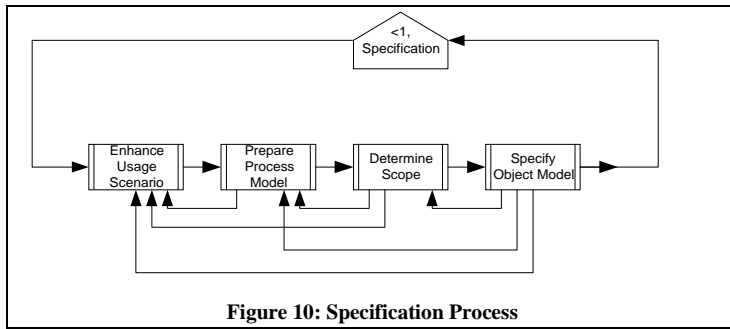 <1,
Specification
Enhance
Usage
Scenario
Prepare
Process
Model
Determine
Scope
Specify
Object Model
Figure 10: Specification Process